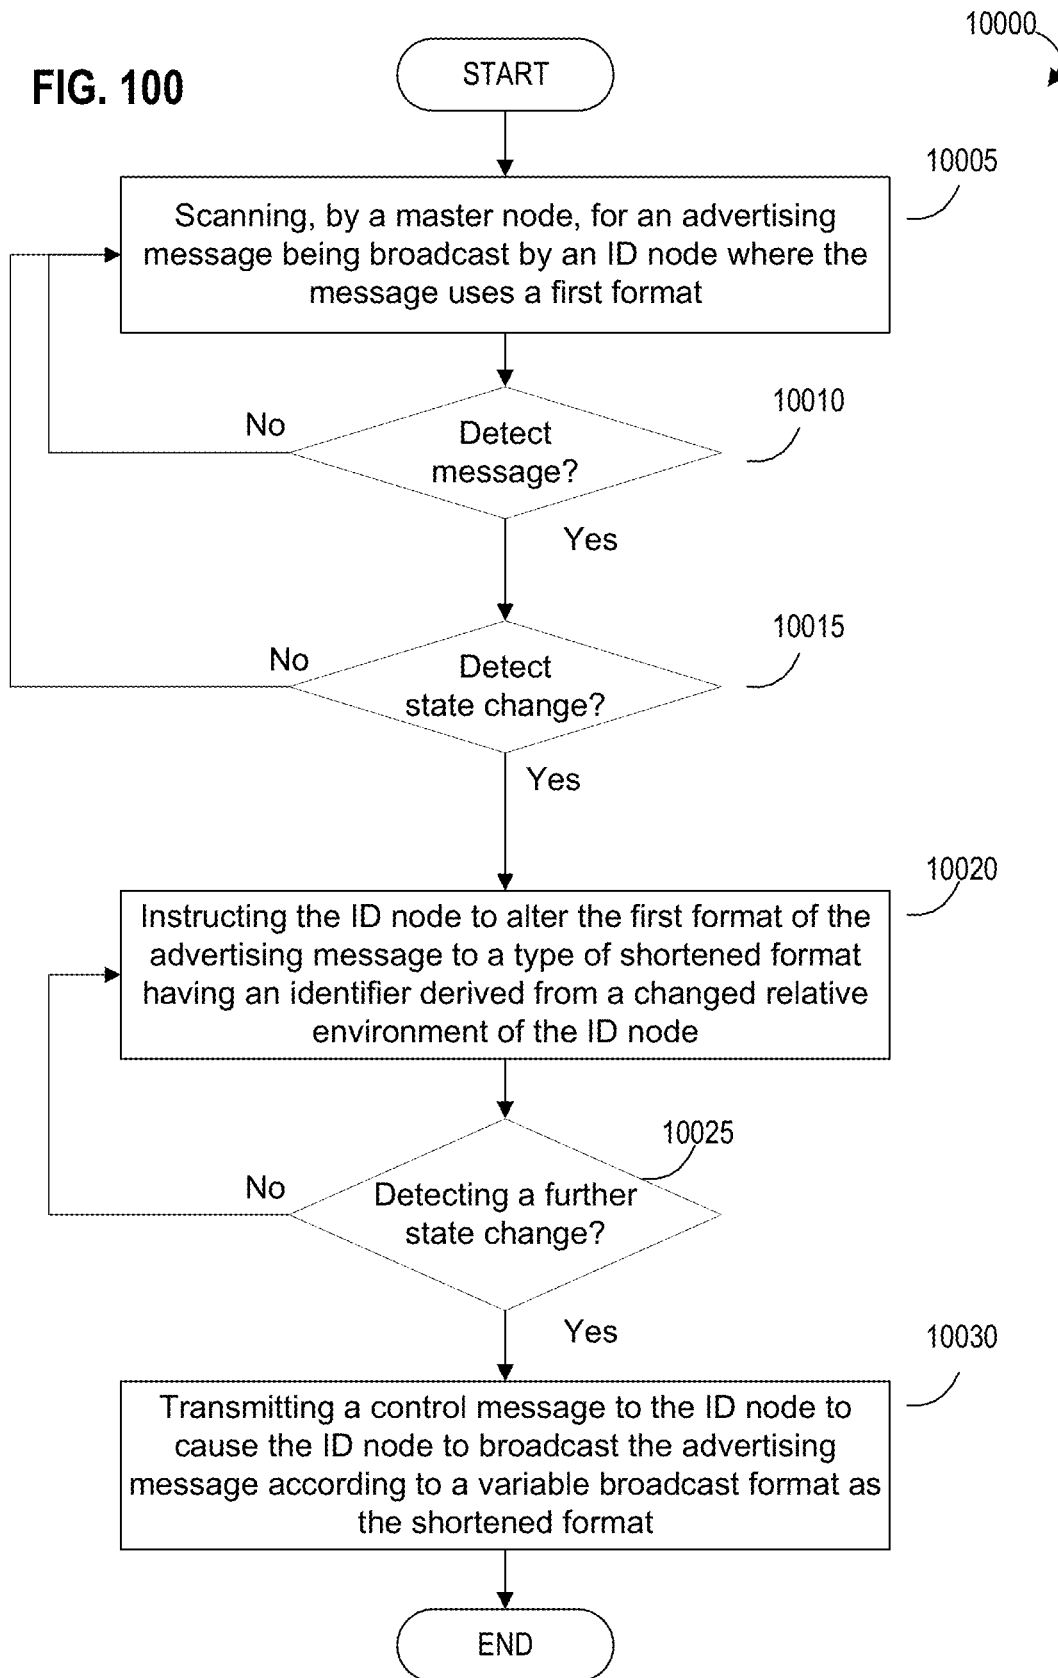 10000
FIG. 100
START
10005
Scanning, by a master node, for an advertising
message being broadcast by an ID node where the
message uses a first format
10010
No
Detect
message?
Yes
10015
No
Detect
state change?
Yes
10020
Instructing the ID node to alter the first format of the
advertising message to a type of shortened format
having an identifier derived from a changed relative
environment of the ID node
10025
No
Detecting a further
state change?
Yes
10030
Transmitting a control message to the ID node to
cause the ID node to broadcast the advertising
message according to a variable broadcast format as
the shortened format
END